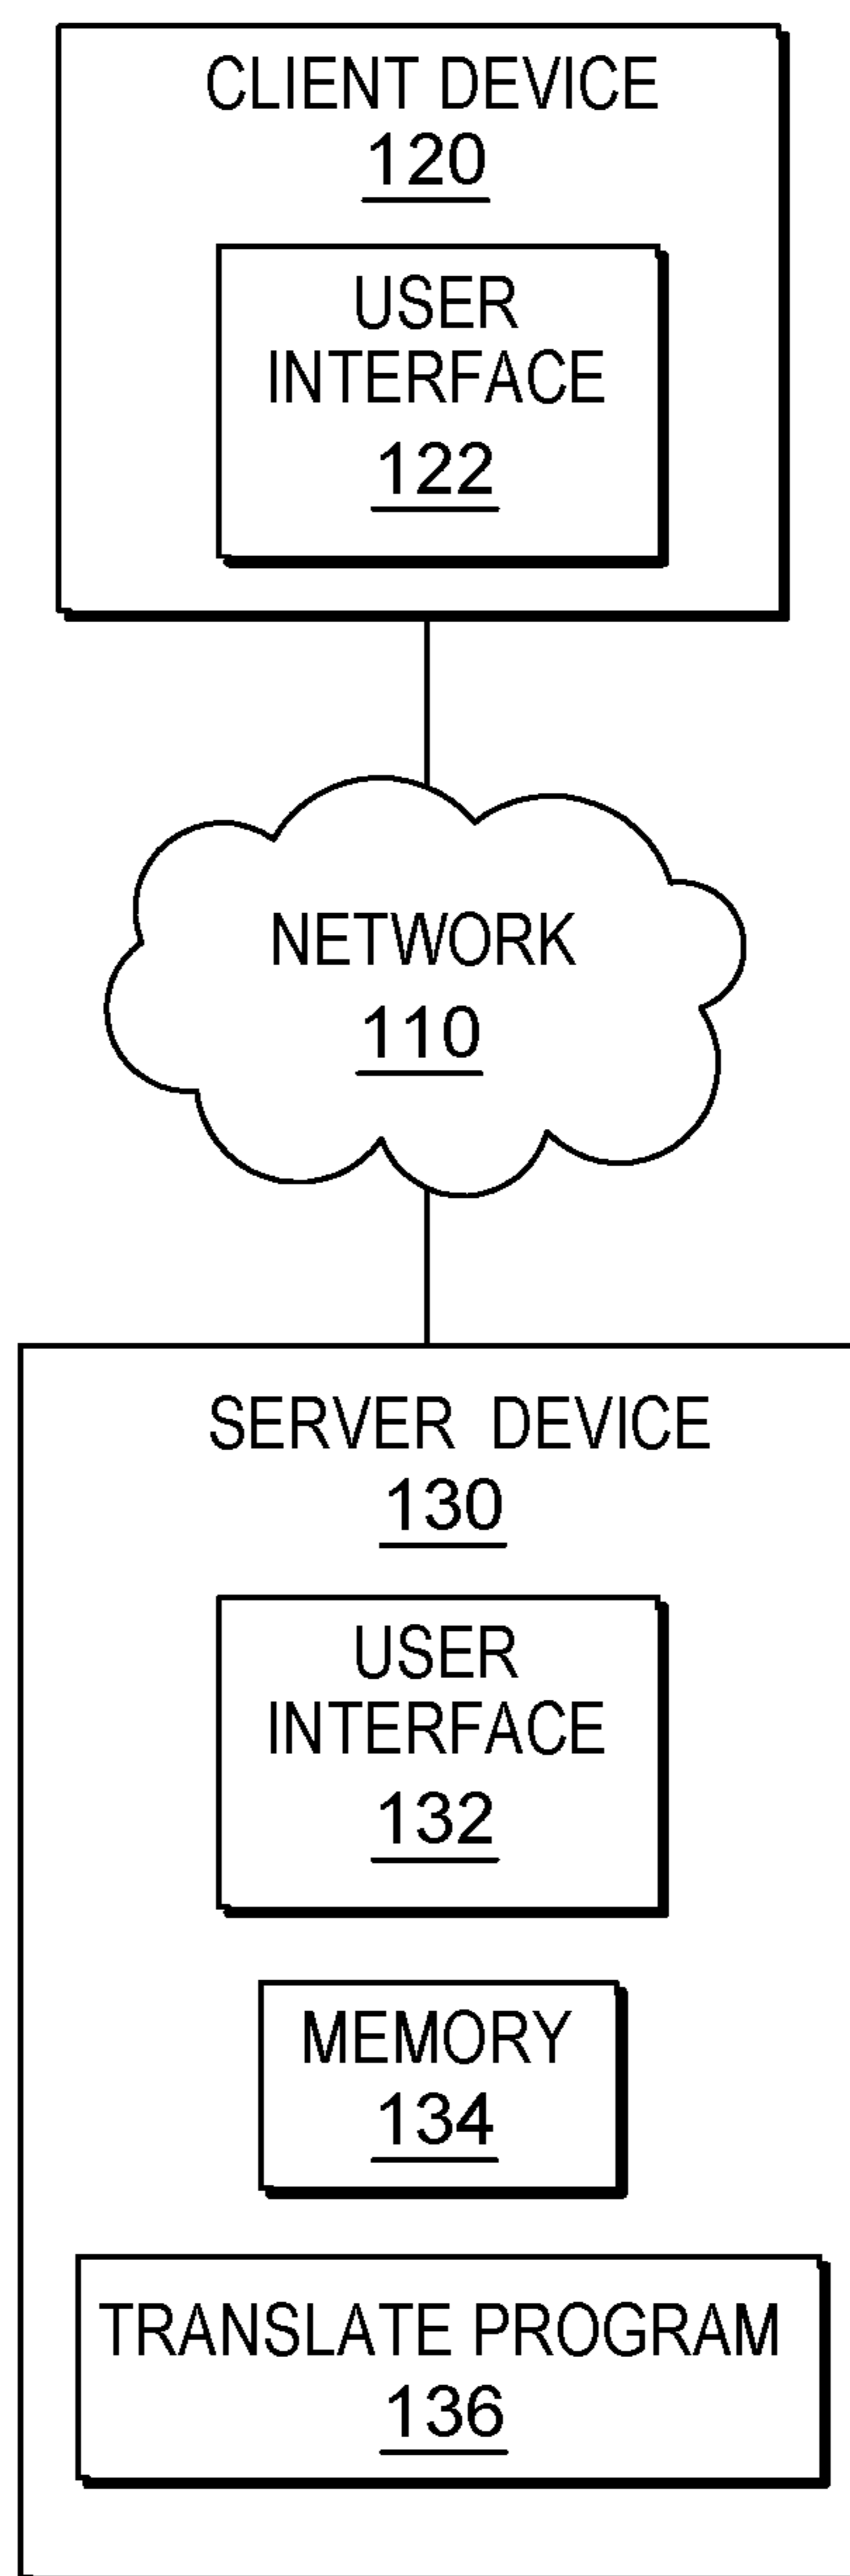 CLIENT DEVICE
120
USER
INTERFACE
122
NETWORK
110
SERVER DEVICE
130
USER
INTERFACE
132
MEMORY
134
TRANSLATE PROGRAM
136